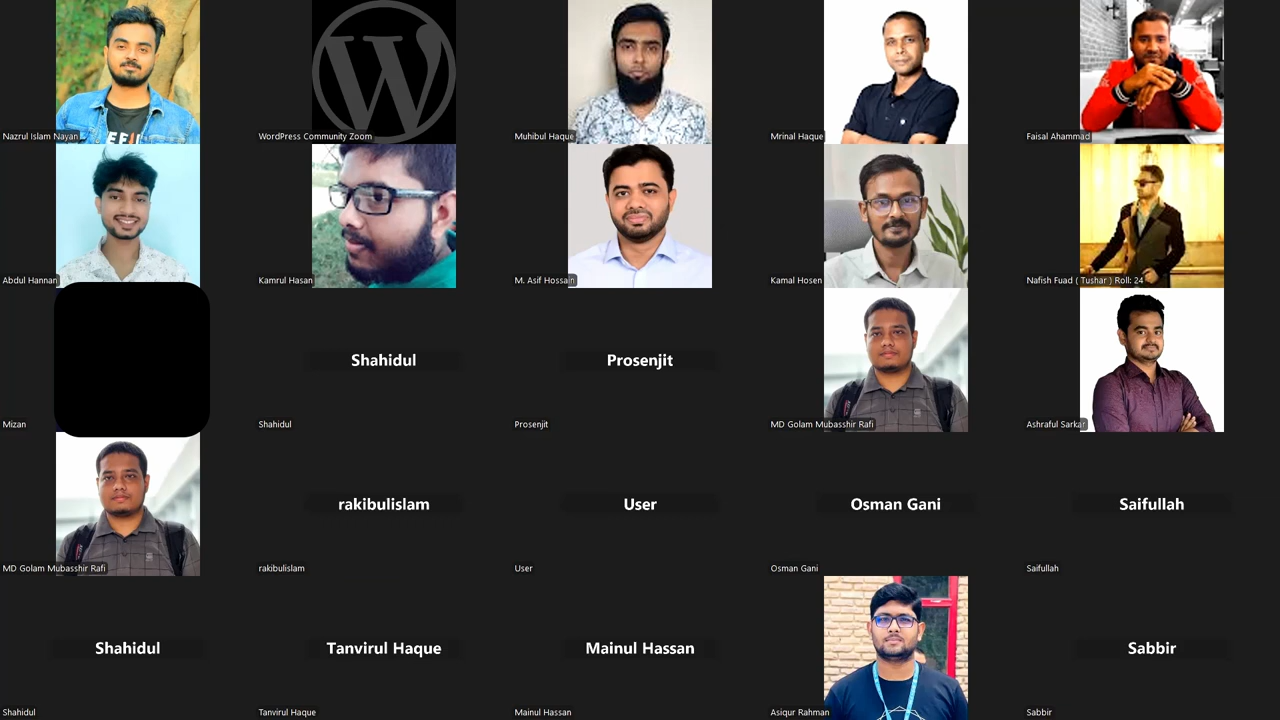 Nazrul Islam Nayan
WordPress Community Zoom
Muhibul Haque
Mrinal Haque
Faisal Ahammad
Abdul Hannan
Kamrul Hasan
M. Asif Hossain
Kamal Hosen
Nafish Fuad ( Tushar ) Roll: 24
Shahidul
Prosenjit
Mizan
Shahidul
Prosenjit
MD Golam Mubasshir Rafi
Ashraful Sarkar
rakibulislam
User
Osman Gani
Saifullah
MD Golam Mubasshir Rafi
rakibulislam
User
Osman Gani
Saifullah
Shahidul
Tanvirul Haque
Mainul Hassan
Sabbir
Shahidul
Tanvirul Haque
Mainul Hassan
Asiqur Rahman
Sabbir